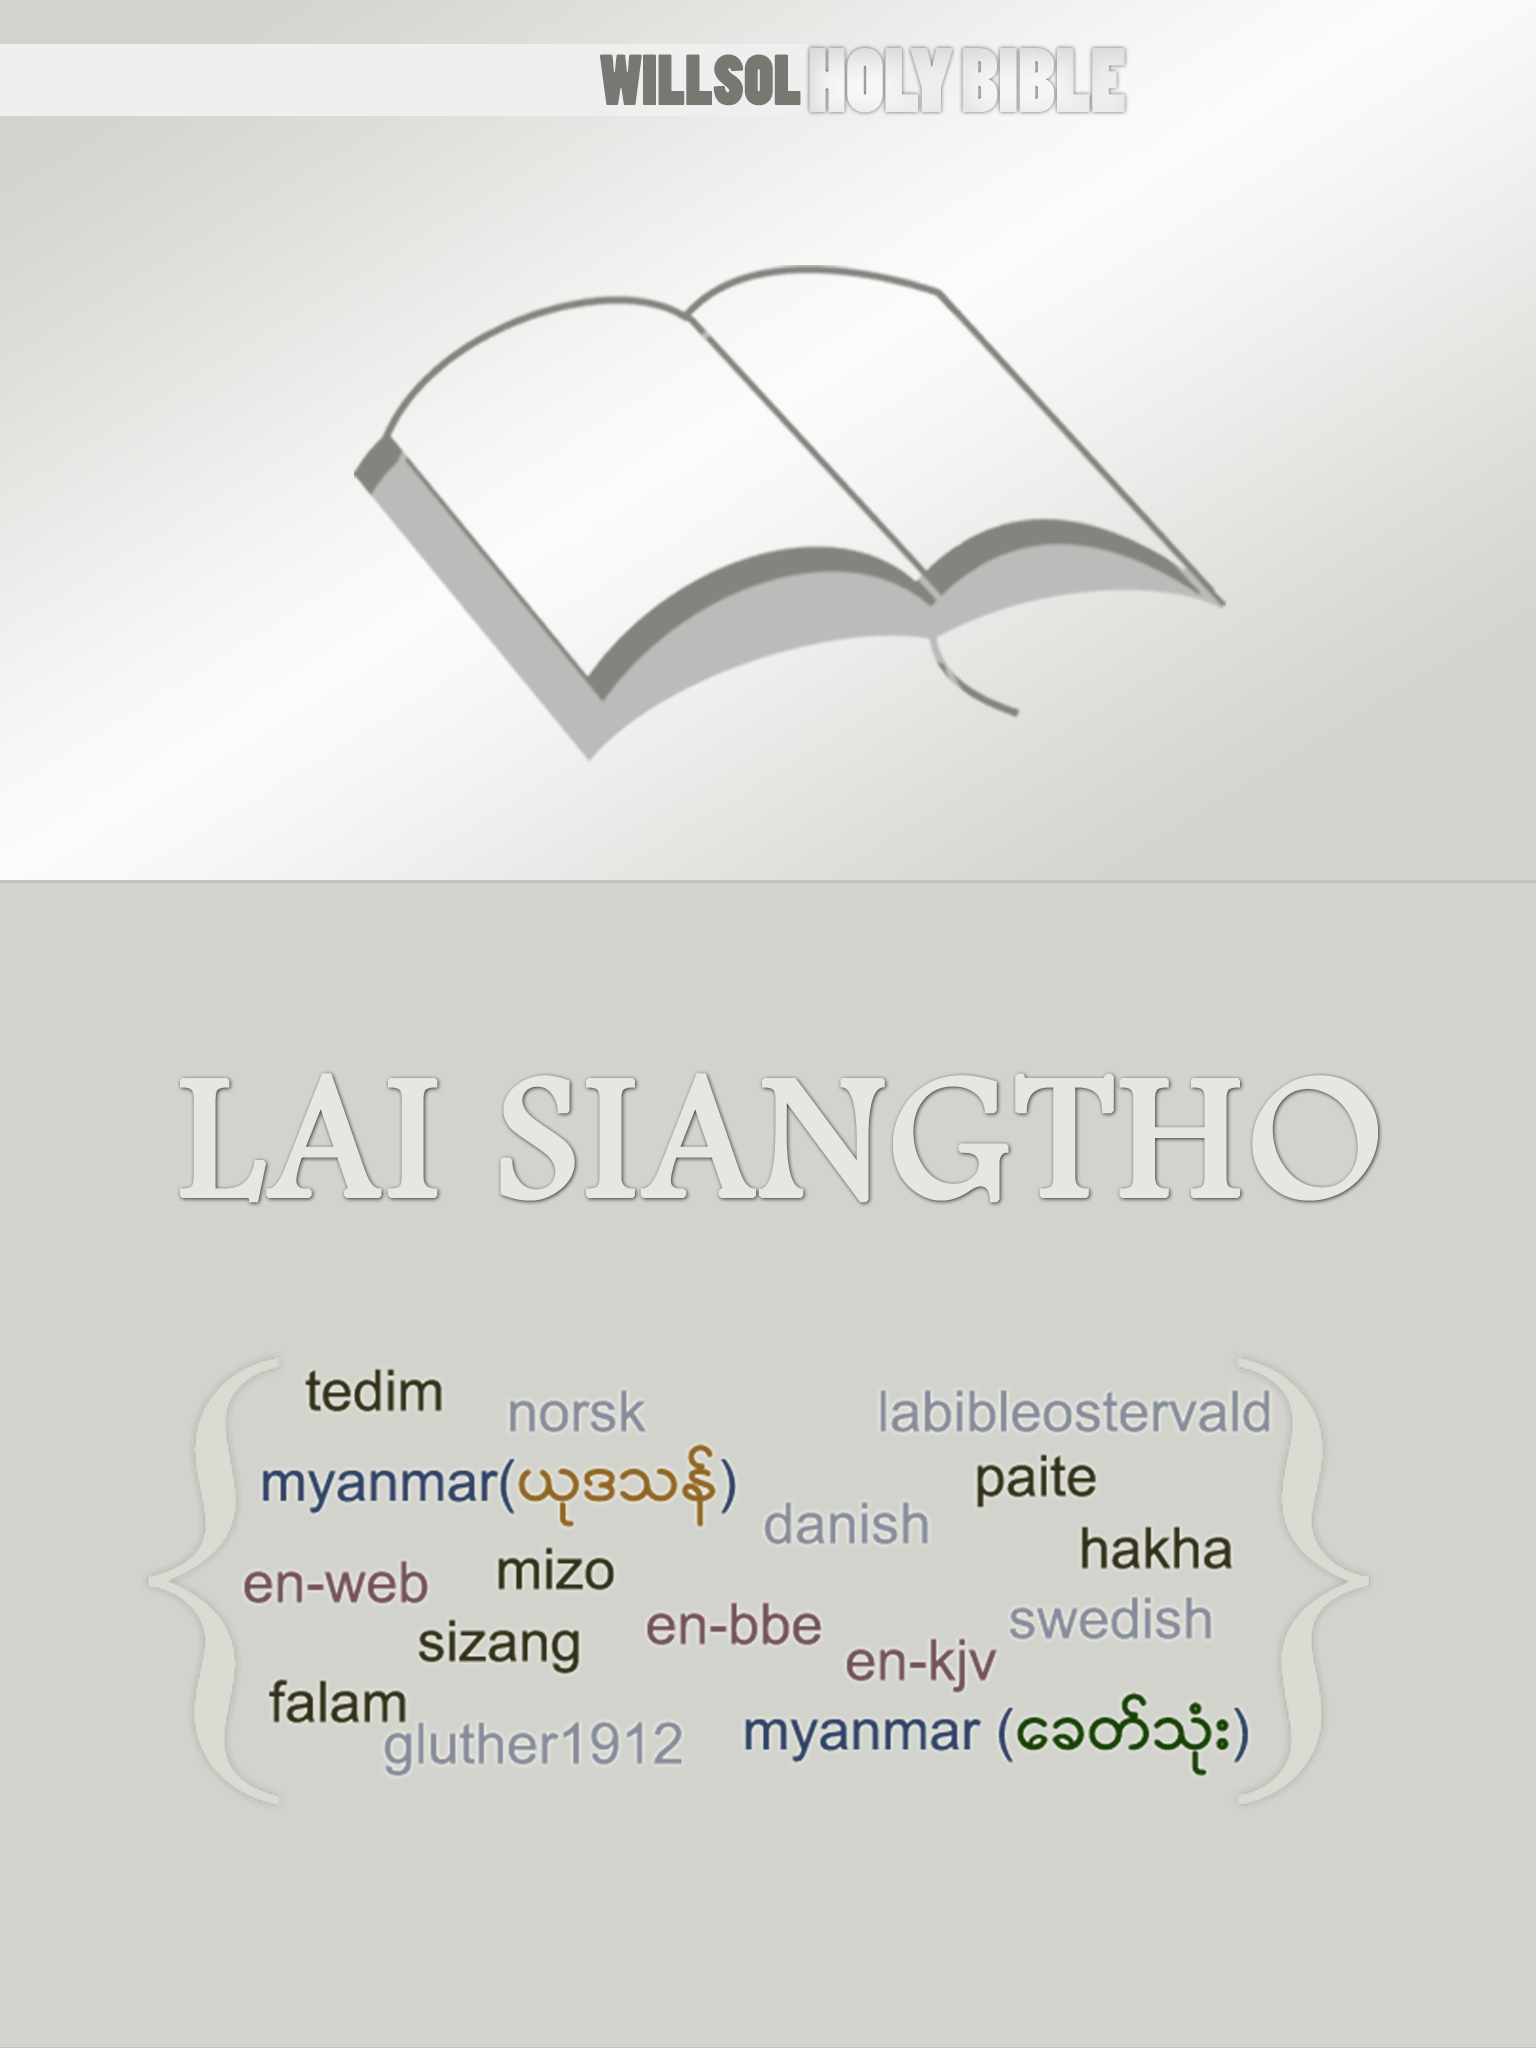 WILLSOL HOLY BIBLE
LAI SIANGTHO
tedim
norsk
labibleostervald
myanmar(ယုဒသန်)
paite
danish
hakha
en-web
mizo
sizang
en-bbe
swedish
en-kjv
falam
gluther1912
myanmar (ခေတ်သုံး)